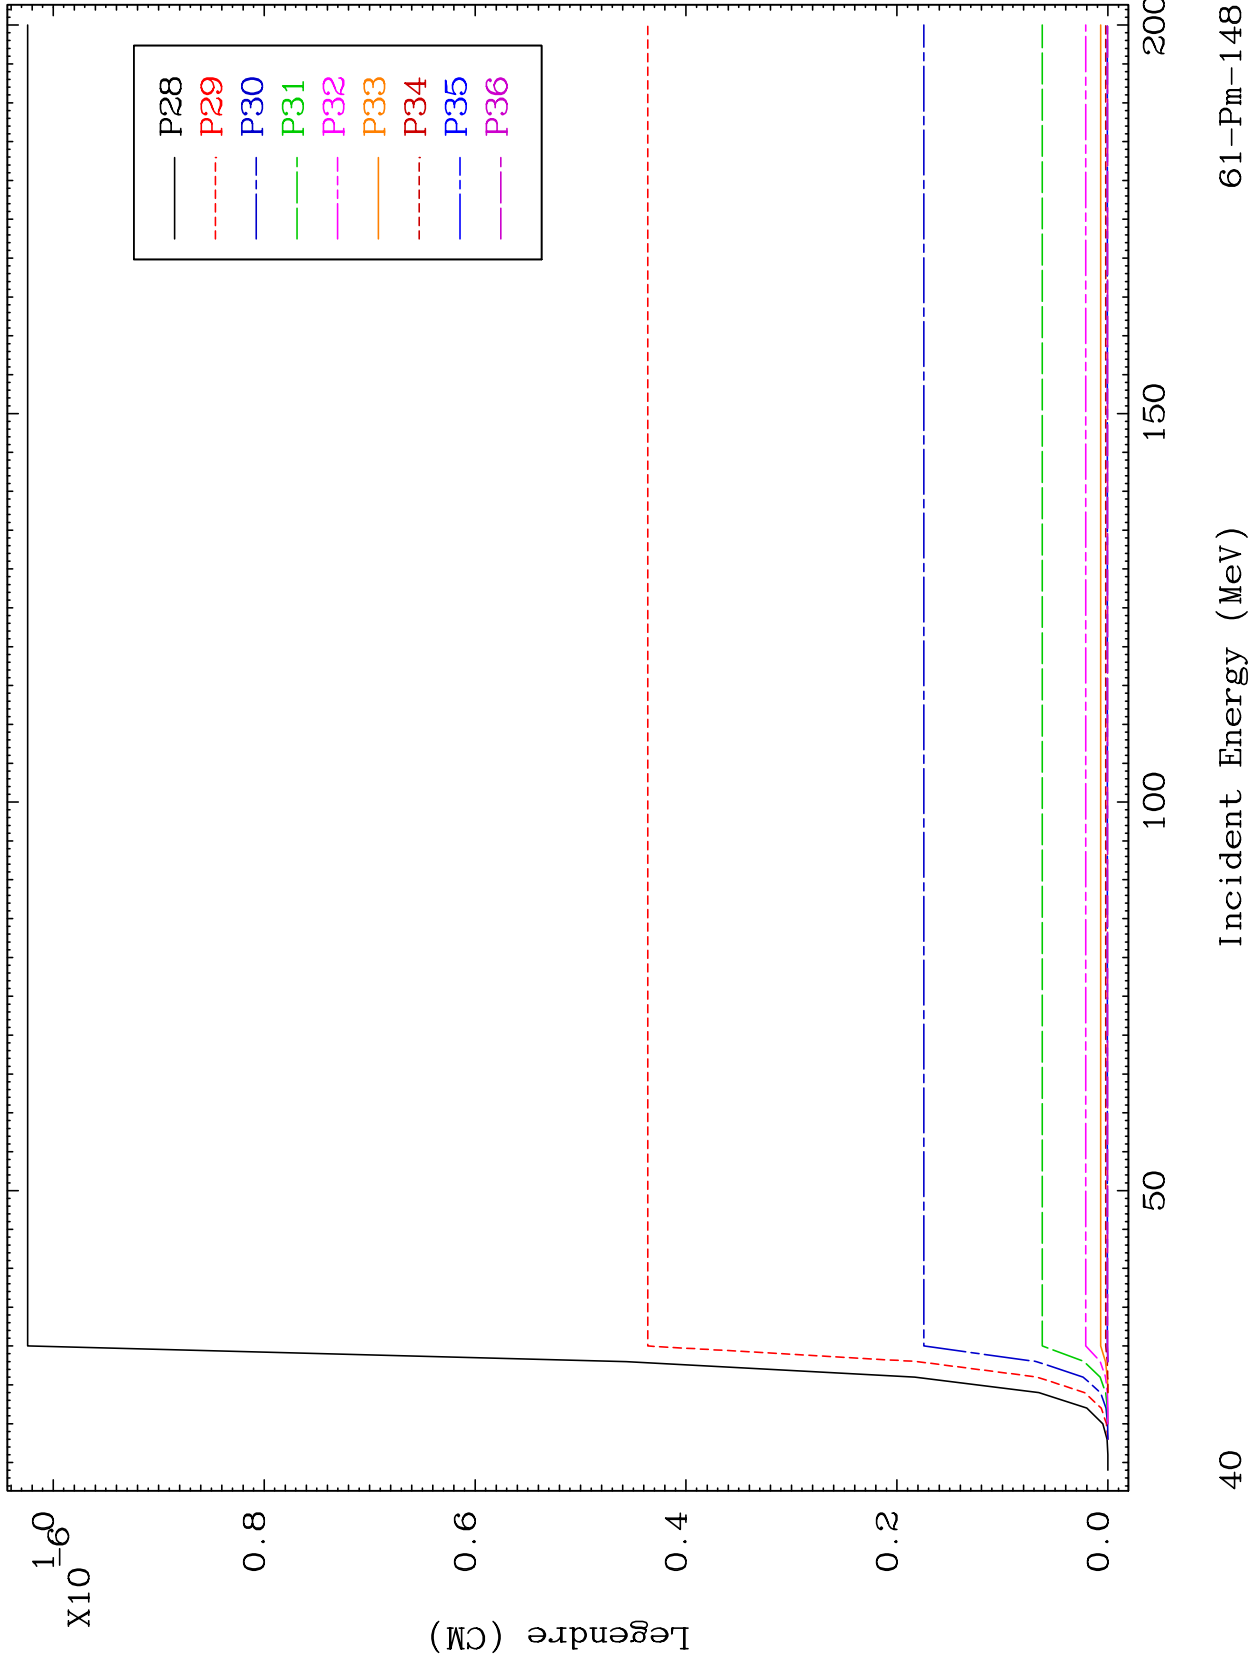 P28
P29
P30
P31
P32
P33
P34
P35
P36
1.0
X10
-6
0.8
0.6
0.4
0.2
0.0
Legendre (CM)
50
100
150
200
Incident Energy (MeV)
40
61-Pm-148